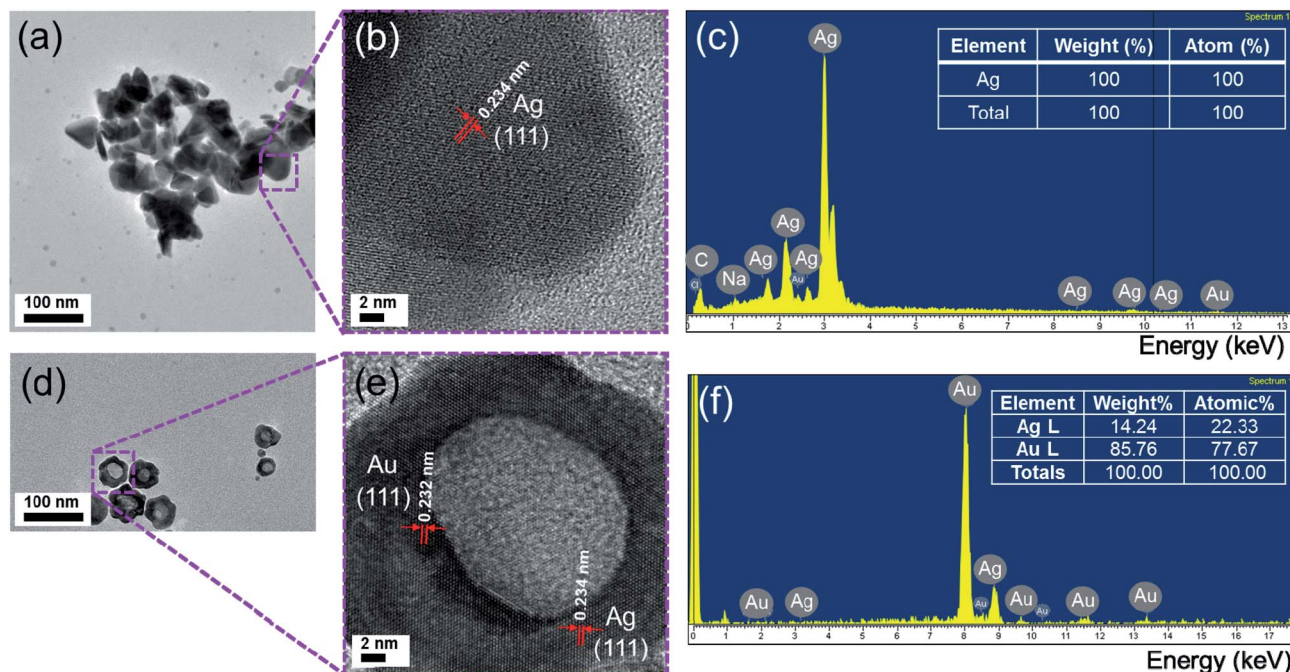 (a)
100 nm
(b)
0.234 nm
Ag
(111)
2 nm
(c)
Spectrum 1
Element Weight (%) Atom (%)
Ag 100 100
Total 100 100
Ag
Ag
C
Cl
Na
Ag
Au
Ag
Ag
Ag
Ag
Au
0 1 2 3 4 5 6 7 8 9 10 11 12 13
Energy (keV)
(d)
100 nm
(e)
Au
(111)
0.232 nm
0.234 nm
Ag
(111)
2 nm
(f)
Element Weight% Atomic%
Ag L 14.24 22.33
Au L 85.76 77.67
Totals 100.00 100.00
Au
Au
Ag
Au
Ag
Au
Au
Au
Au
0 1 2 3 4 5 6 7 8 9 10 11 12 13 14 15 16 17
Energy (keV)